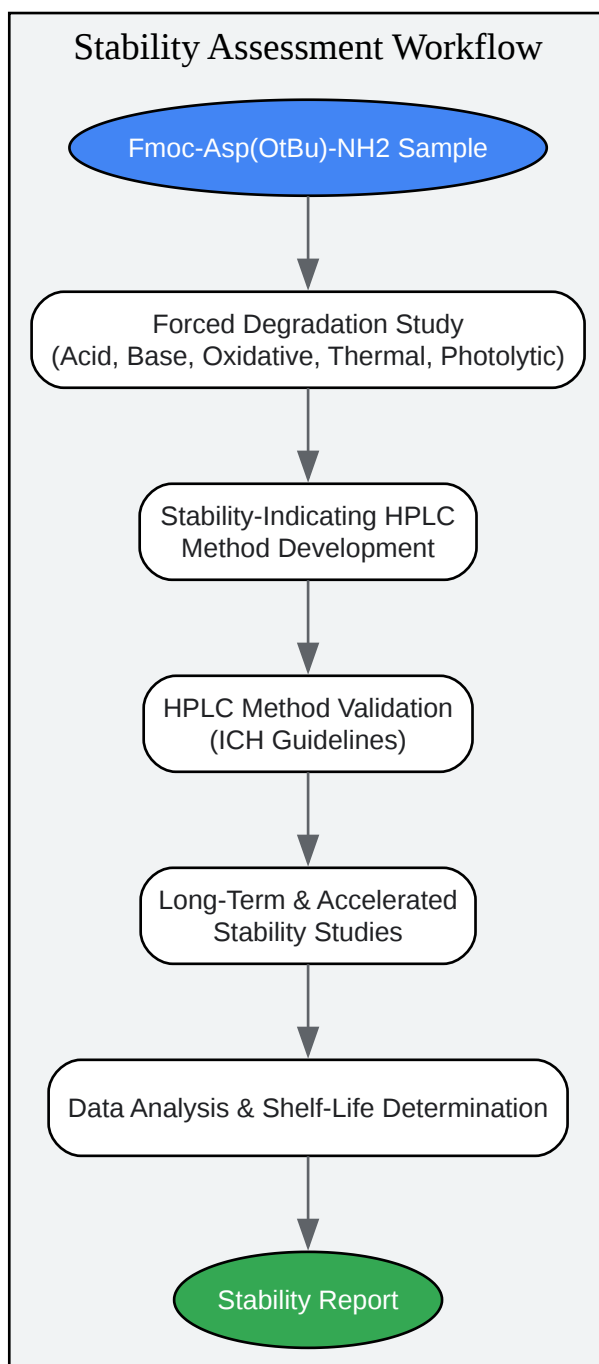 Stability Assessment Workflow
Fmoc-Asp(OtBu)-NH2 Sample
Forced Degradation Study
(Acid, Base, Oxidative, Thermal, Photolytic)
Stability-Indicating HPLC
Method Development
HPLC Method Validation
(ICH Guidelines)
Long-Term & Accelerated
Stability Studies
Data Analysis & Shelf-Life Determination
Stability Report